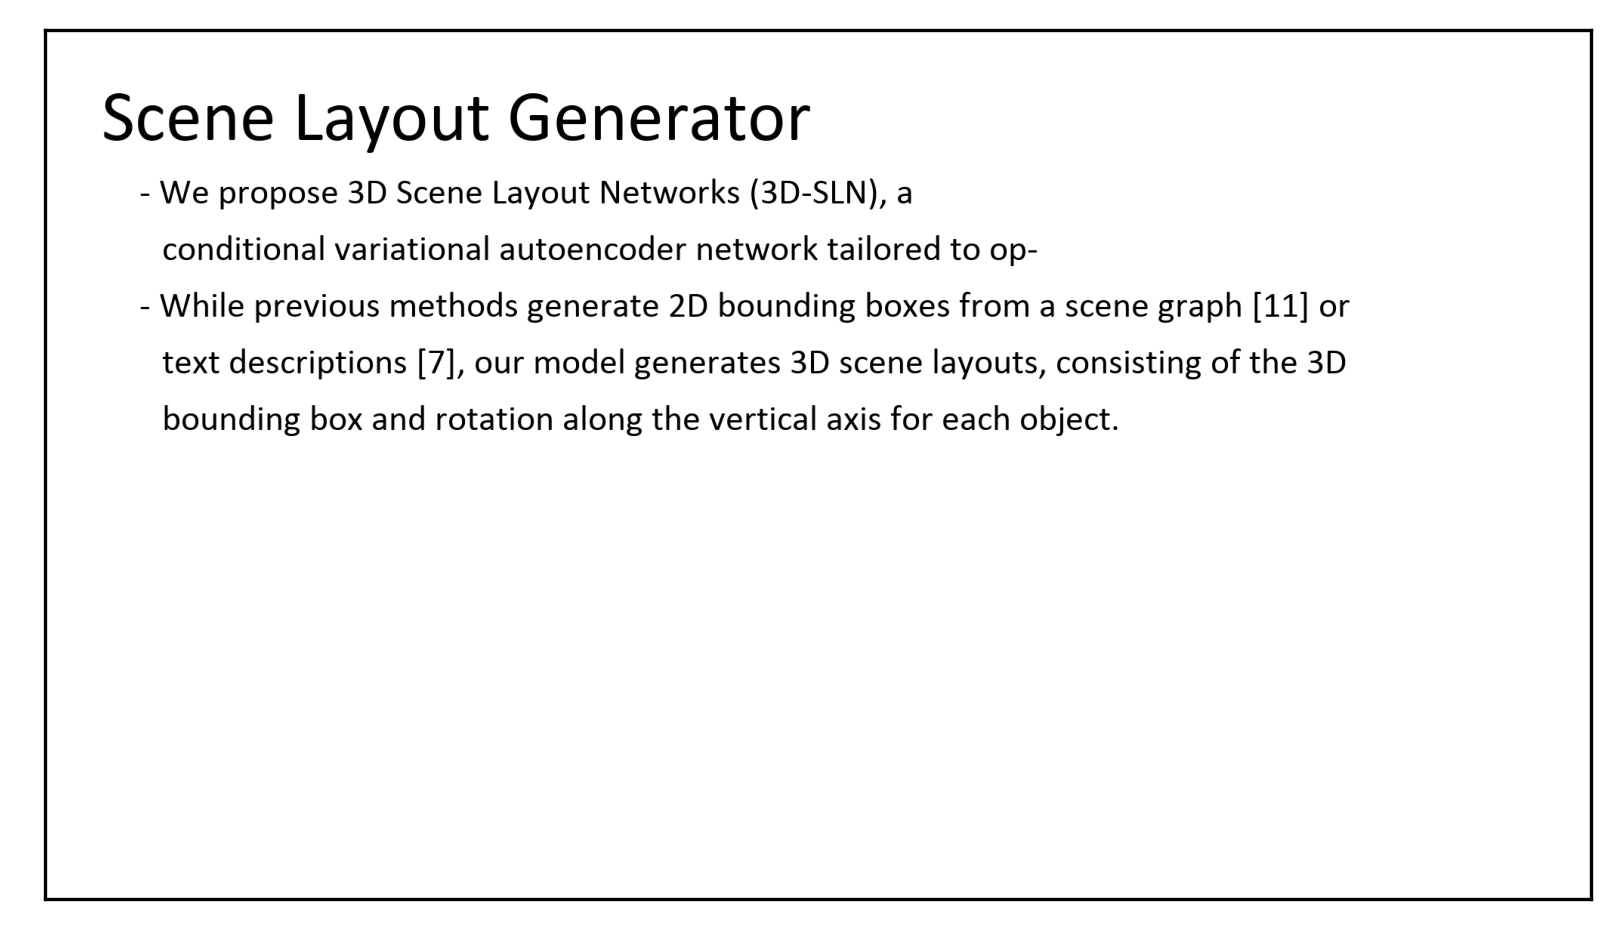 Scene Layout Generator
- We propose 3D Scene Layout Networks (3D-SLN), a
conditional variational autoencoder network tailored to op-
- While previous methods generate 2D bounding boxes from a scene graph [11] or
text descriptions [7], our model generates 3D scene layouts, consisting of the 3D
bounding box and rotation along the vertical axis for each object.